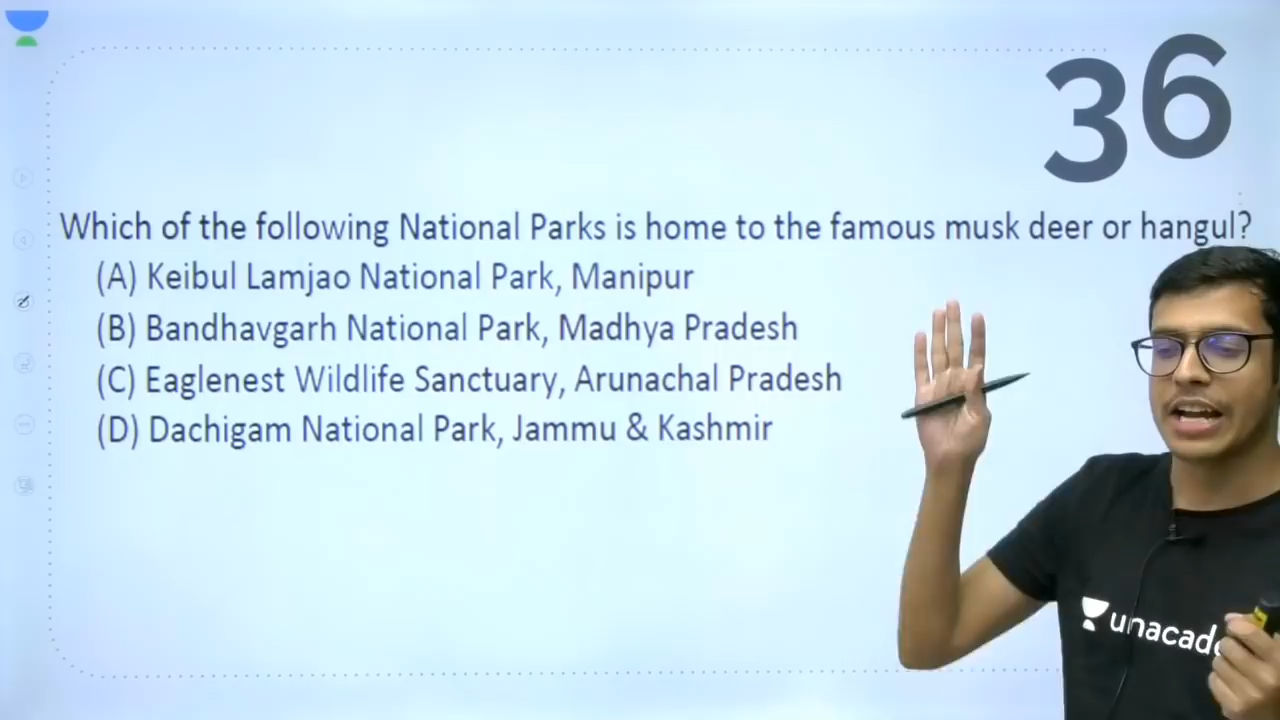 36
Which of the following National Parks is home to the famous musk deer or hangul?
(A) Keibul Lamjao National Park, Manipur
(B) Bandhavgarh National Park, Madhya Pradesh
(C) Eaglenest Wildlife Sanctuary, Arunachal Pradesh
(D) Dachigam National Park, Jammu & Kashmir
unacade